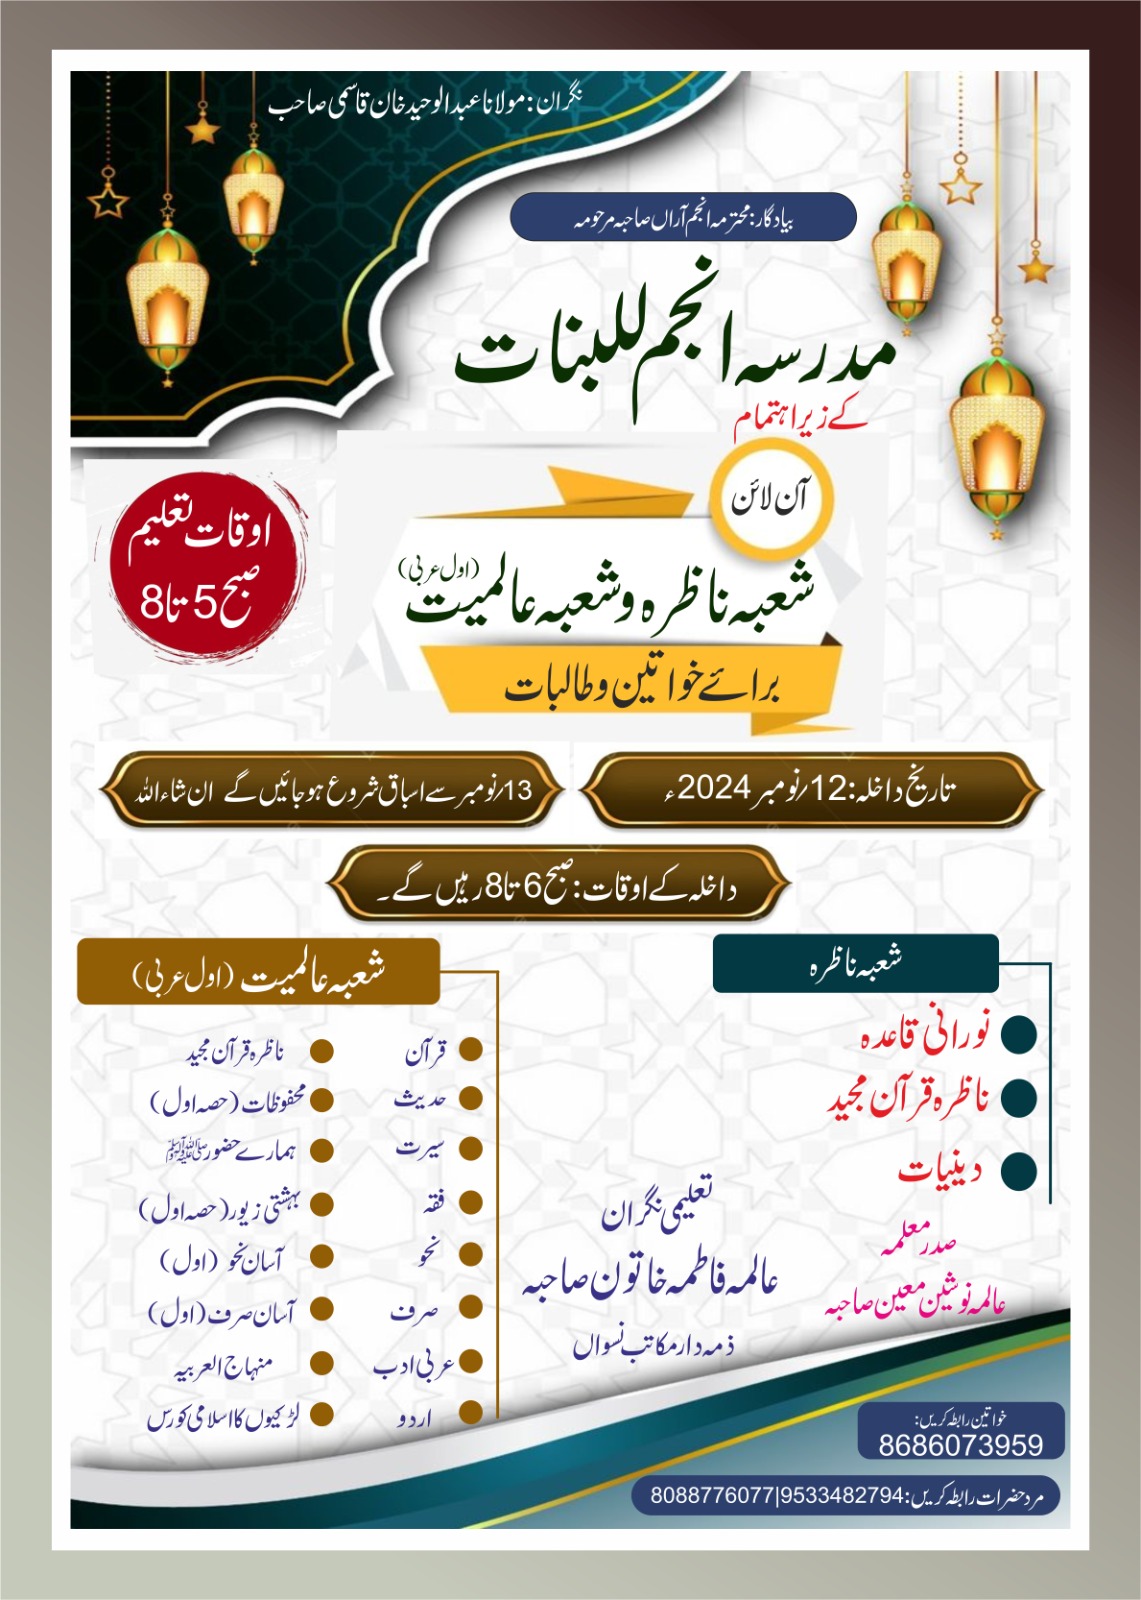 نگران: مولانا عبدالوحید خان قاسمی صاحب
بیادگار: محترمہ انجم آراں صاحبہ مرحومہ
مدرسہ انجم للبنات
کے زیر اہتمام
آن لائن
شعبہ ناظرہ و شعبہ عالمیت (اول عربی)
برائے خواتین و طالبات
اوقات تعلیم
صبح 5 تا 8
تاریخ داخلہ: 12/نومبر 2024ء
13/نومبر سے اسباق شروع ہوجائیں گے ان شاء اللہ
داخلہ کے اوقات: صبح 6 تا 8 رہیں گے۔
شعبہ ناظرہ
نورانی قاعدہ
ناظرہ قرآن مجید
دینیات
صدر معلمہ
عالمہ نوشین معین صاحبہ
تعلیمی نگران
عالمہ فاطمہ خاتون صاحبہ
ذمہ دار مکاتب نسواں
شعبہ عالمیت (اول عربی)
قرآن ناظرہ قرآن مجید
حدیث محفوظات (حصہ اول)
سیرت ہمارے حضور ﷺ
فقہ بہشتی زیور (حصہ اول)
نحو آسان نحو (اول)
صرف آسان صرف (اول)
عربی ادب منہاج العربیہ
اردو لڑکیوں کا اسلامی کورس
خواتین رابطہ کریں:
8686073959
مرد حضرات رابطہ کریں: 8088776077|9533482794